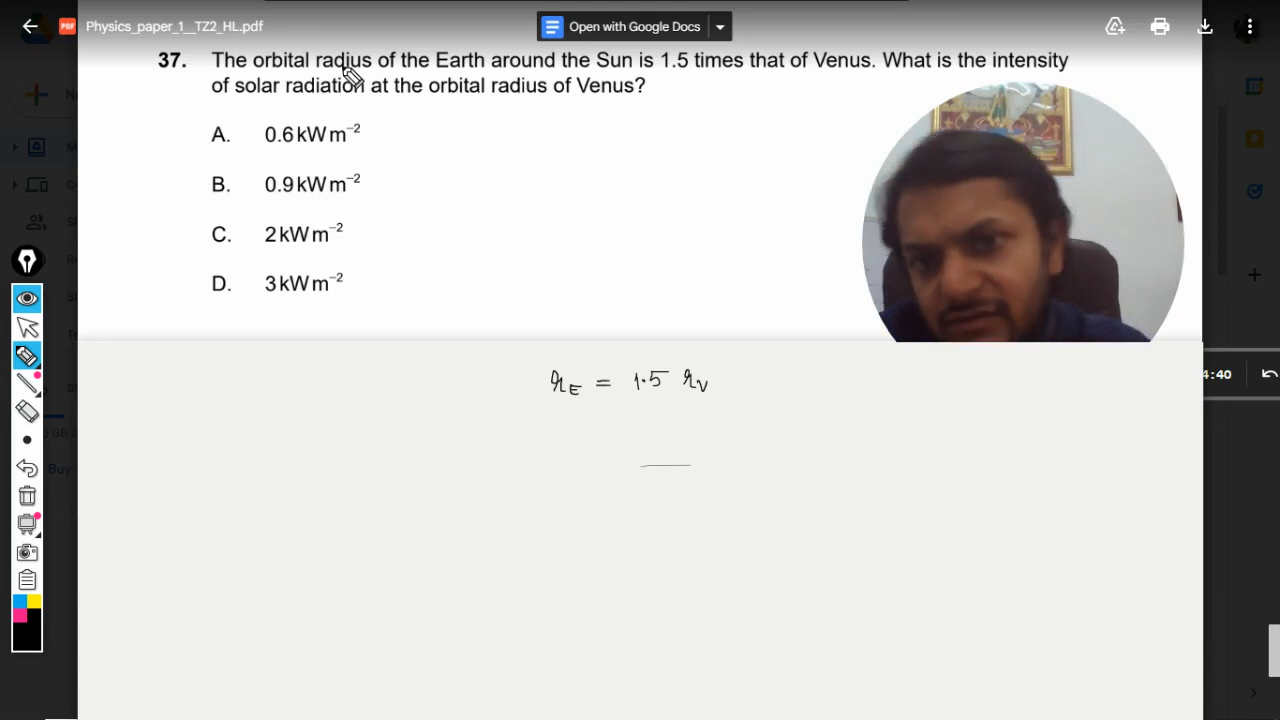 Physics_paper_1__TZ2_HL.pdf
Open with Google Docs
37. The orbital radius of the Earth around the Sun is 1.5 times that of Venus. What is the intensity
of solar radiation at the orbital radius of Venus?
A. 0.6 kW m⁻²
B. 0.9 kW m⁻²
C. 2 kW m⁻²
D. 3 kW m⁻²
r_E = 1.5 r_V
4:40
Buy